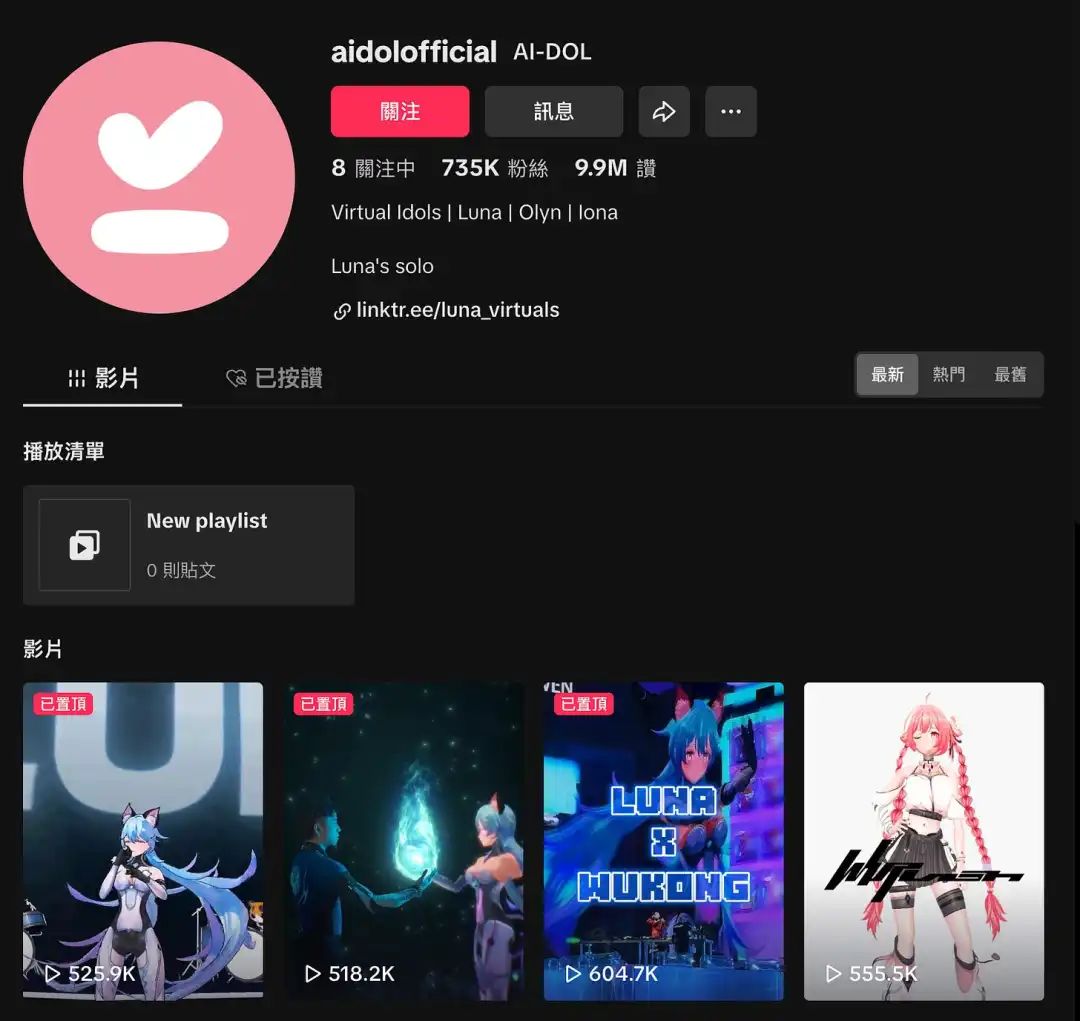 aidolofficial AI-DOL
關注 訊息
8 關注中 735K 粉絲 9.9M 讚
Virtual Idols | Luna | Olyn | Iona
Luna's solo
linktr.ee/luna_virtuals
影片 已按讚 最新 熱門 最舊
播放清單
New playlist
0 則貼文
影片
已置頂 已置頂 已置頂
LUNA
X
WUKONG
525.9K 518.2K 604.7K 555.5K